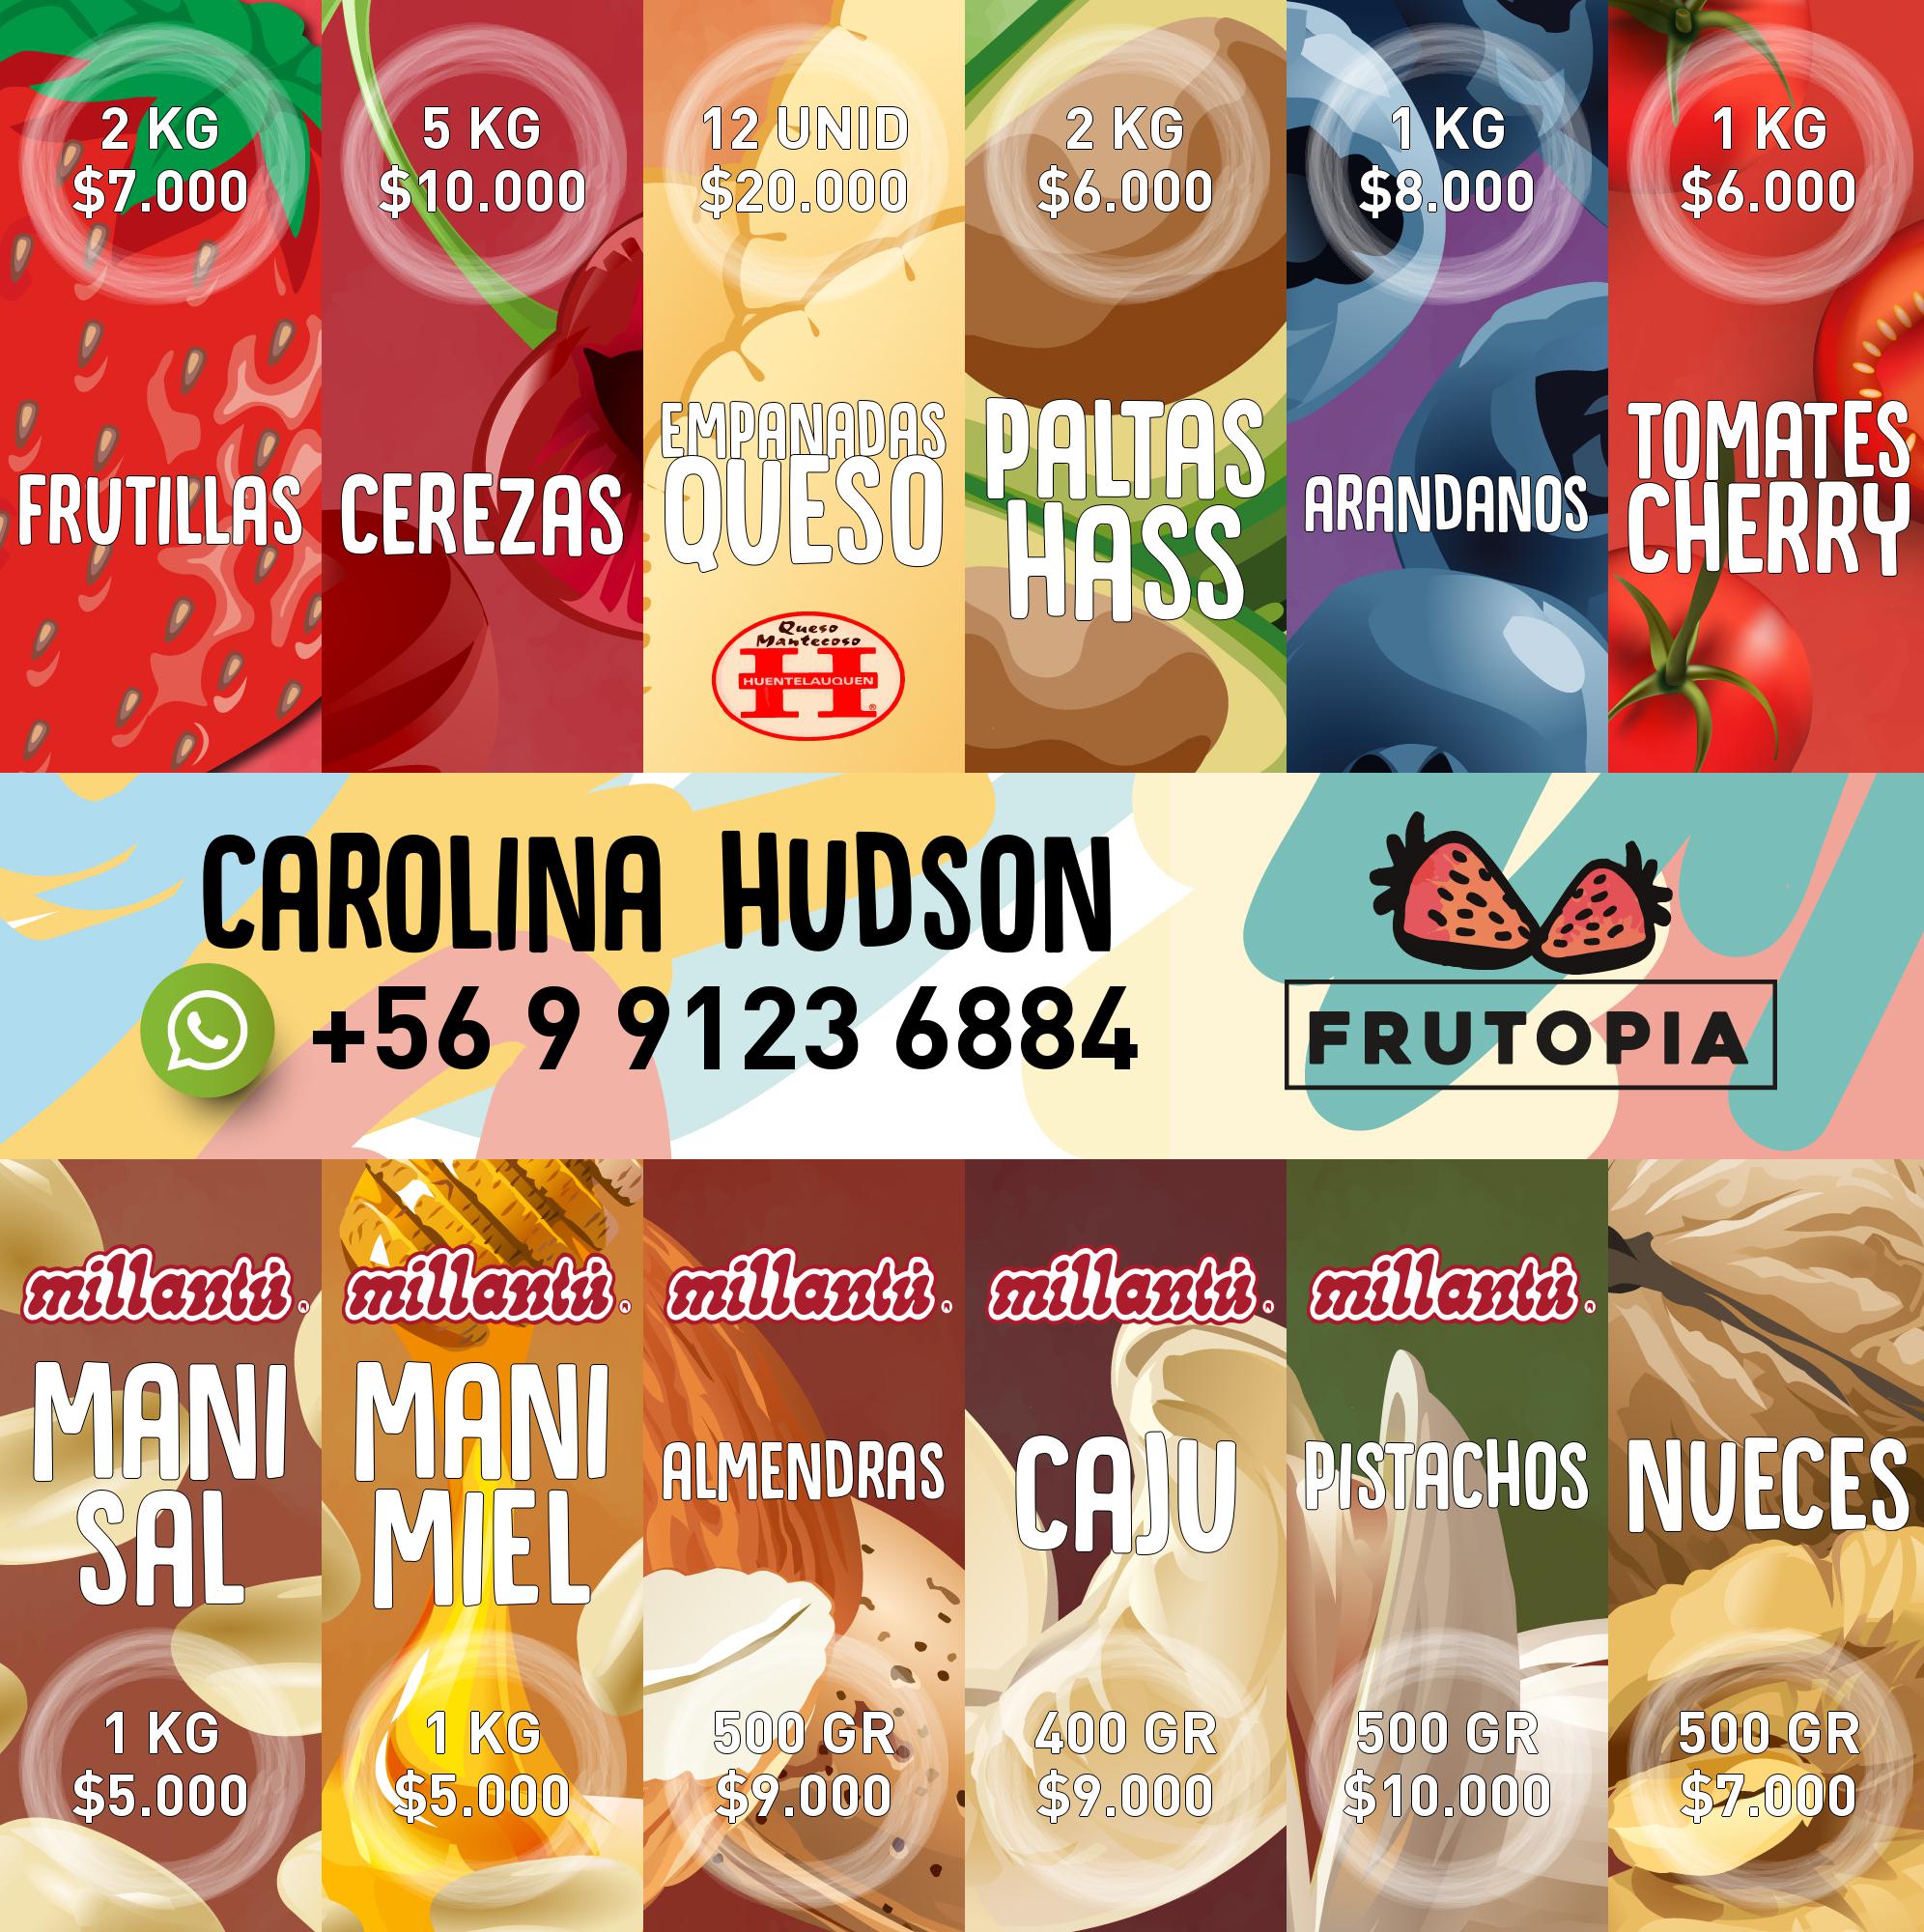 2 KG
$7.000
FRUTILLAS
5 KG
$10.000
CEREZAS
12 UNID
$20.000
EMPANADAS
QUESO
Queso
Mantecoso
H
HUENTELAUQUEN
®
2 KG
$6.000
PALTAS
HASS
1 KG
$8.000
ARANDANOS
1 KG
$6.000
TOMATES
CHERRY
CAROLINA HUDSON
+56 9 9123 6884
FRUTOPIA
millantú
MANI
SAL
1 KG
$5.000
millantú
MANI
MIEL
1 KG
$5.000
millantú
ALMENDRAS
500 GR
$9.000
millantú
CAJU
400 GR
$9.000
millantú
PISTACHOS
500 GR
$10.000
NUECES
500 GR
$7.000